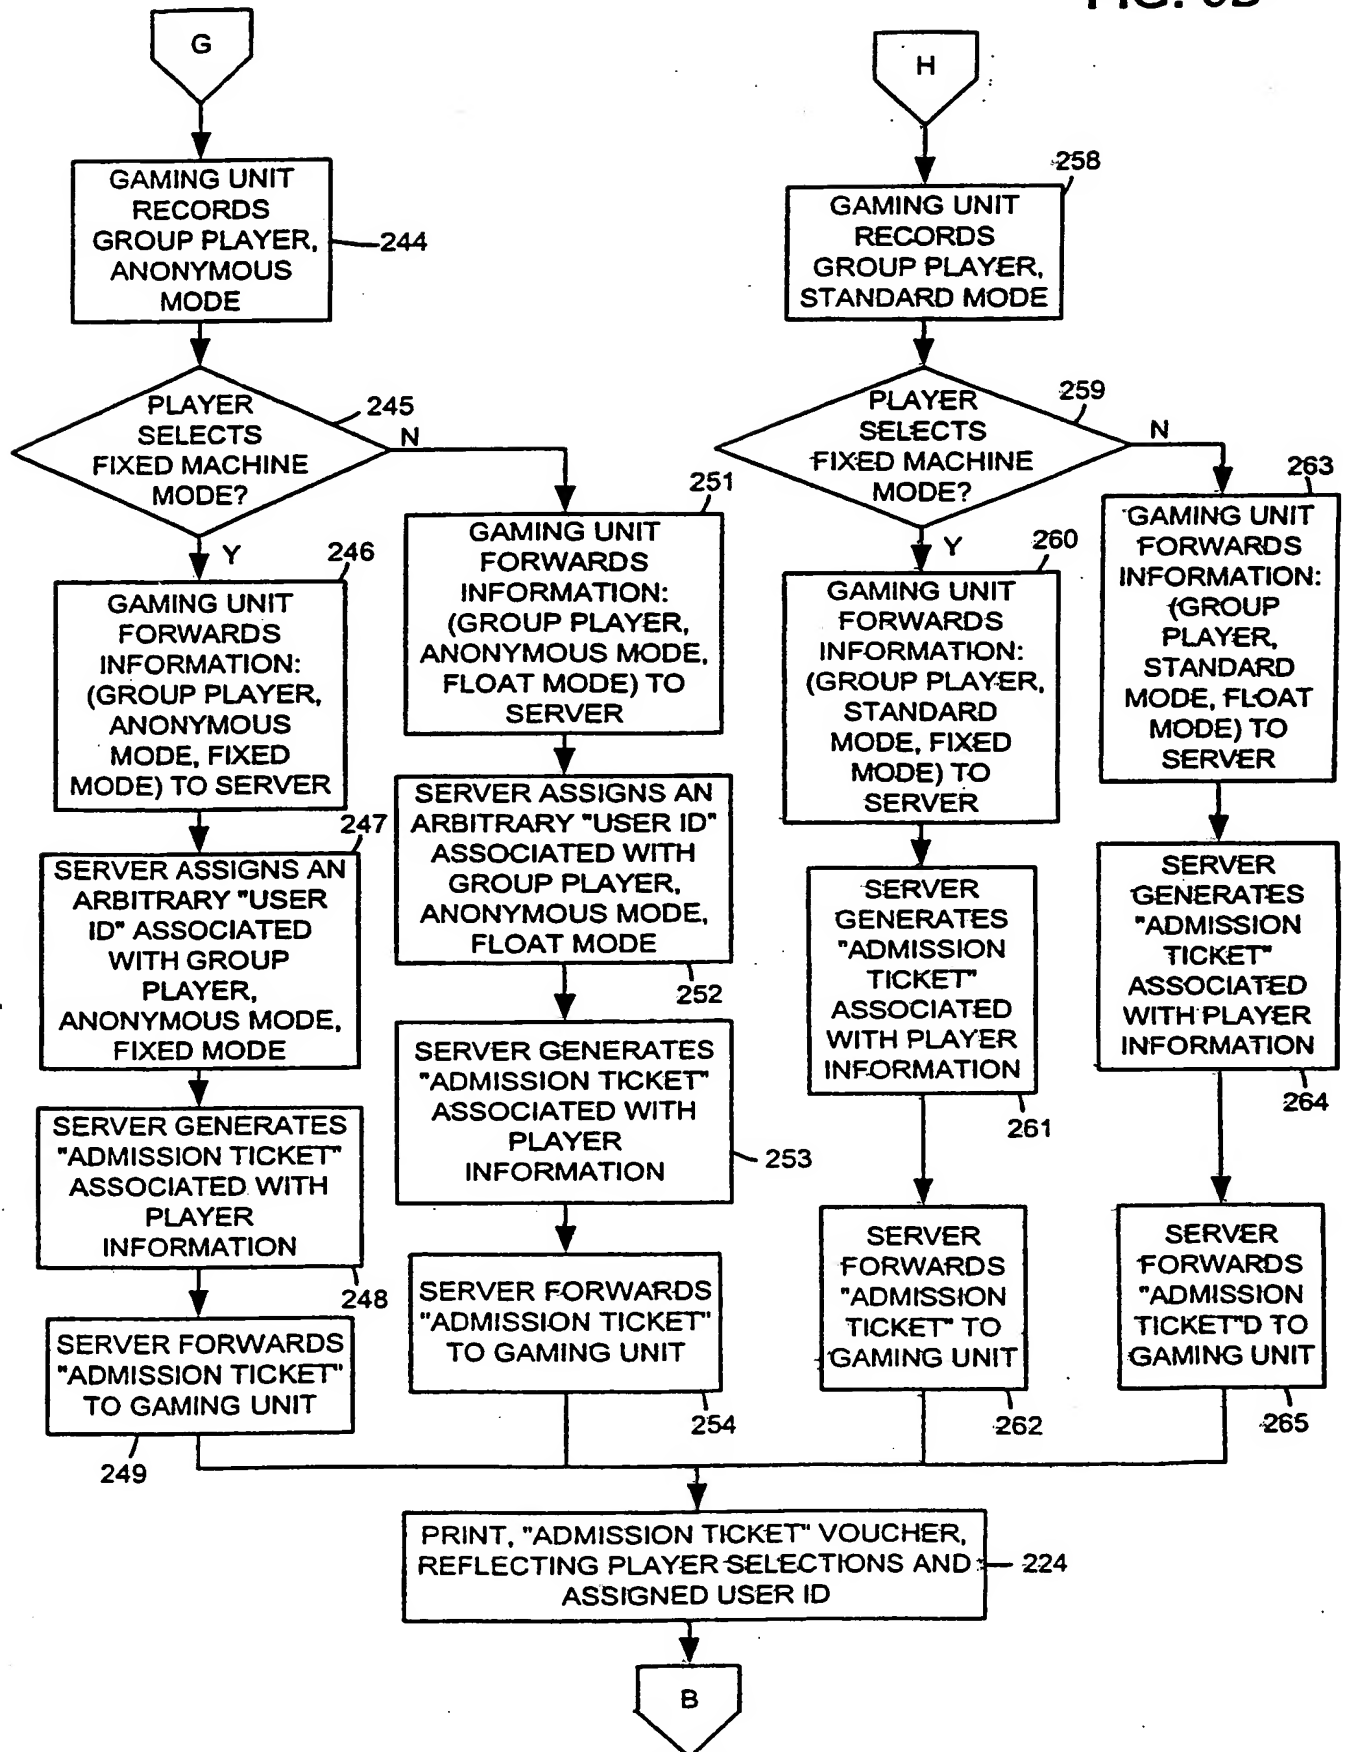 G
GAMING UNIT
RECORDS
GROUP PLAYER,
ANONYMOUS
MODE
244
PLAYER
SELECTS
FIXED MACHINE
MODE?
245
N
Y
246
GAMING UNIT
FORWARDS
INFORMATION:
(GROUP PLAYER,
ANONYMOUS
MODE, FIXED
MODE) TO SERVER
247
SERVER ASSIGNS AN
ARBITRARY "USER
ID" ASSOCIATED
WITH GROUP
PLAYER,
ANONYMOUS MODE,
FIXED MODE
SERVER GENERATES
"ADMISSION TICKET"
ASSOCIATED WITH
PLAYER
INFORMATION
248
SERVER FORWARDS
"ADMISSION TICKET"
TO GAMING UNIT
249
251
GAMING UNIT
FORWARDS
INFORMATION:
(GROUP PLAYER,
ANONYMOUS MODE,
FLOAT MODE) TO
SERVER
SERVER ASSIGNS AN
ARBITRARY "USER ID"
ASSOCIATED WITH
GROUP PLAYER,
ANONYMOUS MODE,
FLOAT MODE
252
SERVER GENERATES
"ADMISSION TICKET"
ASSOCIATED WITH
PLAYER
INFORMATION
253
SERVER FORWARDS
"ADMISSION TICKET"
TO GAMING UNIT
254
H
258
GAMING UNIT
RECORDS
GROUP PLAYER,
STANDARD MODE
259
PLAYER
SELECTS
FIXED MACHINE
MODE?
N
Y
260
GAMING UNIT
FORWARDS
INFORMATION:
(GROUP PLAYER,
STANDARD
MODE, FIXED
MODE) TO
SERVER
SERVER
GENERATES
"ADMISSION
TICKET"
ASSOCIATED
WITH PLAYER
INFORMATION
261
SERVER
FORWARDS
"ADMISSION
TICKET" TO
GAMING UNIT
262
263
GAMING UNIT
FORWARDS
INFORMATION:
(GROUP
PLAYER,
STANDARD
MODE, FLOAT
MODE) TO
SERVER
SERVER
GENERATES
"ADMISSION
TICKET"
ASSOCIATED
WITH PLAYER
INFORMATION
264
SERVER
FORWARDS
"ADMISSION
TICKET"D TO
GAMING UNIT
265
PRINT, "ADMISSION TICKET" VOUCHER,
REFLECTING PLAYER SELECTIONS AND
ASSIGNED USER ID
224
B